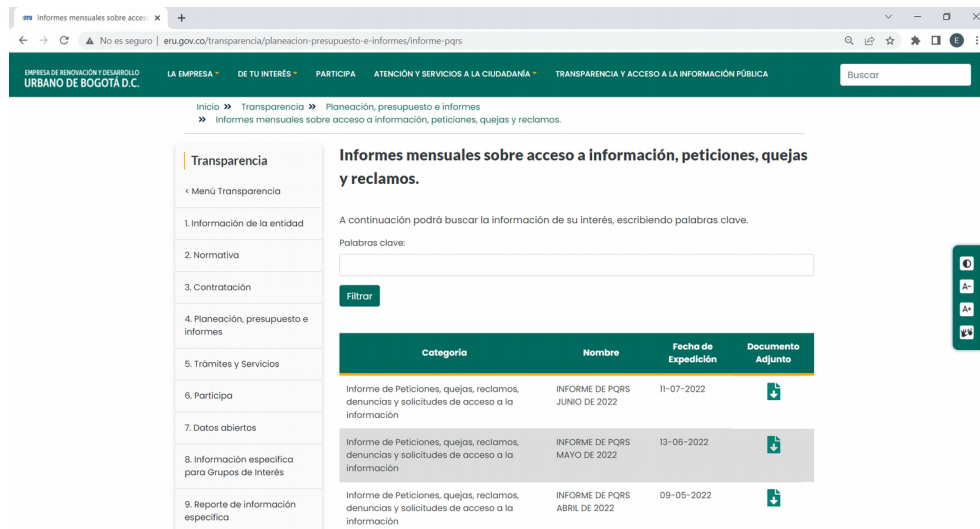 Informes mensuales sobre acces
No es seguro | eru.gov.co/transparencia/planeacion-presupuesto-e-informes/informe-pqrs
E
EMPRESA DE RENOVACIÓN Y DESARROLLO
URBANO DE BOGOTÁ D.C.
LA EMPRESA
DE TU INTERÉS
PARTICIPA
ATENCIÓN Y SERVICIOS A LA CIUDADANÍA
TRANSPARENCIA Y ACCESO A LA INFORMACIÓN PÚBLICA
Buscar
Inicio » Transparencia » Planeación, presupuesto e informes
» Informes mensuales sobre acceso a información, peticiones, quejas y reclamos.
Transparencia
‹ Menú Transparencia
1. Información de la entidad
2. Normativa
3. Contratación
4. Planeación, presupuesto e
informes
5. Trámites y Servicios
6. Participa
7. Datos abiertos
8. Información específica
para Grupos de Interés
9. Reporte de información
específica
Informes mensuales sobre acceso a información, peticiones, quejas
y reclamos.
A continuación podrá buscar la información de su interés, escribiendo palabras clave.
Palabras clave:
Filtrar
Categoría
Nombre
Fecha de
Expedición
Documento
Adjunto
Informe de Peticiones, quejas, reclamos,
denuncias y solicitudes de acceso a la
información
INFORME DE PQRS
JUNIO DE 2022
11-07-2022
Informe de Peticiones, quejas, reclamos,
denuncias y solicitudes de acceso a la
información
INFORME DE PQRS
MAYO DE 2022
13-06-2022
Informe de Peticiones, quejas, reclamos,
denuncias y solicitudes de acceso a la
información
INFORME DE PQRS
ABRIL DE 2022
09-05-2022
A-
A+